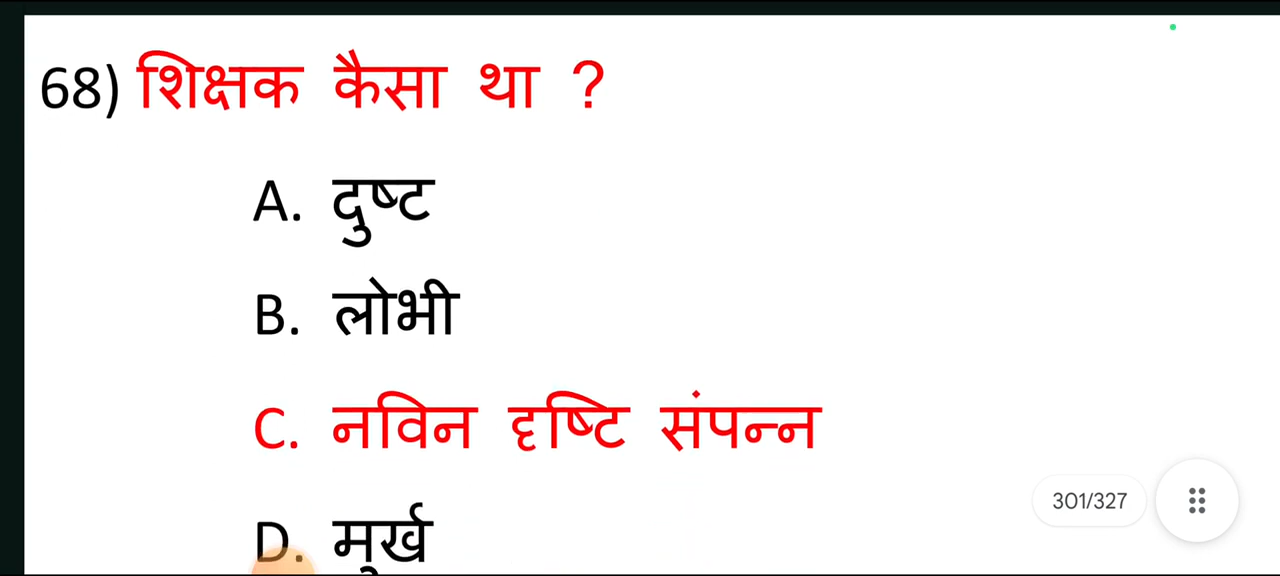 68) शिक्षक कैसा था ?
A. दुष्ट
B. लोभी
C. नविन दृष्टि संपन्न
301/327
D. मुर्ख